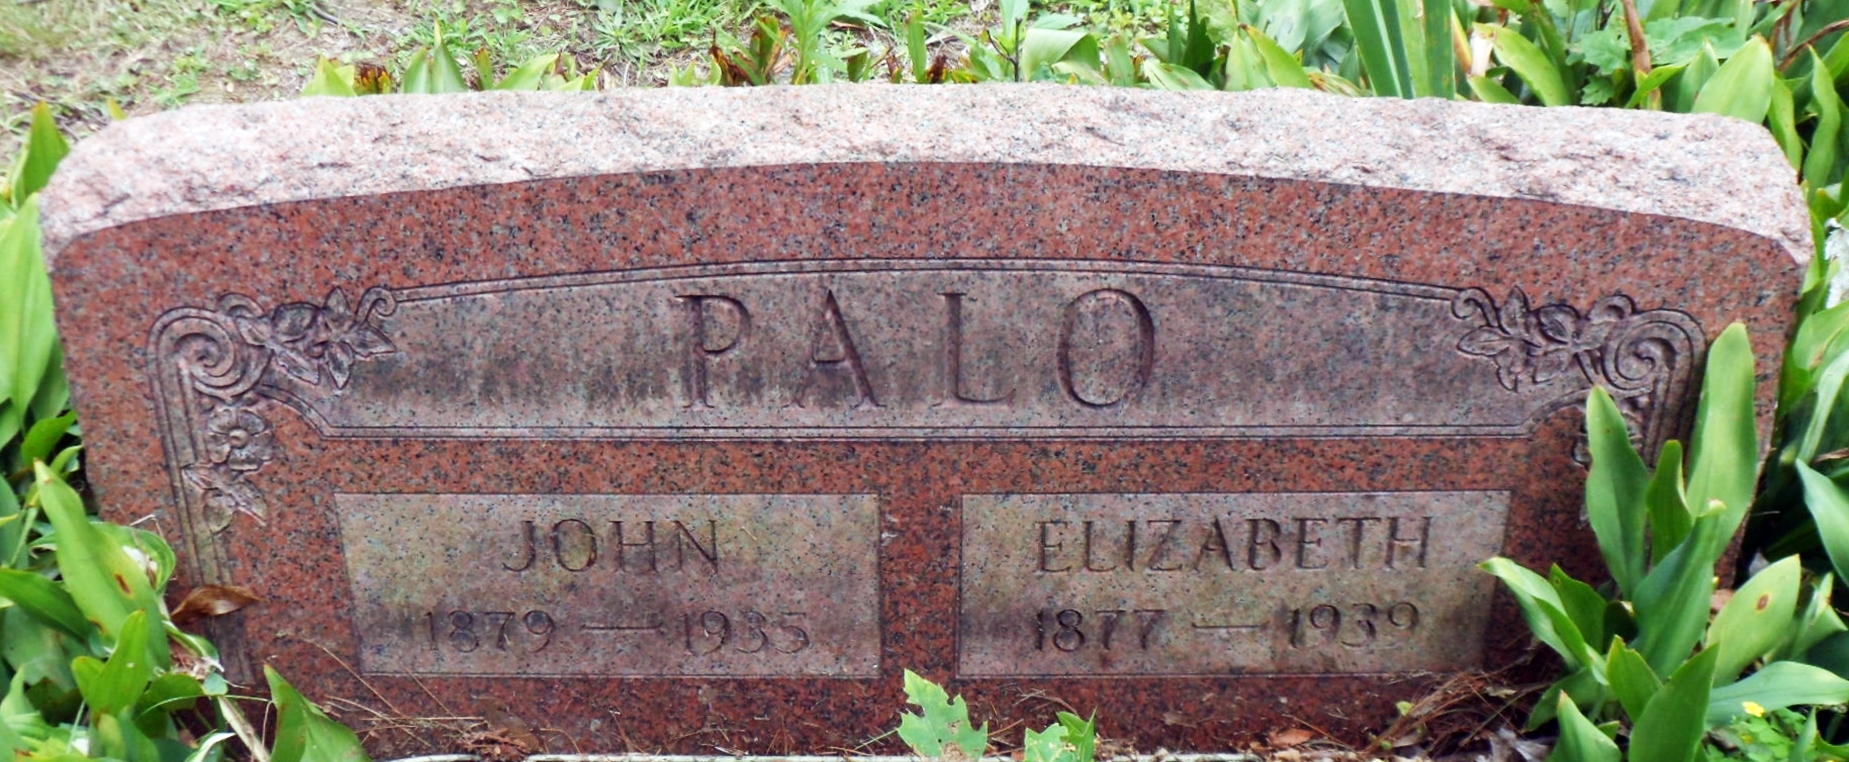 PALO
JOHN
1879 — 1935
ELIZABETH
1877 — 1939